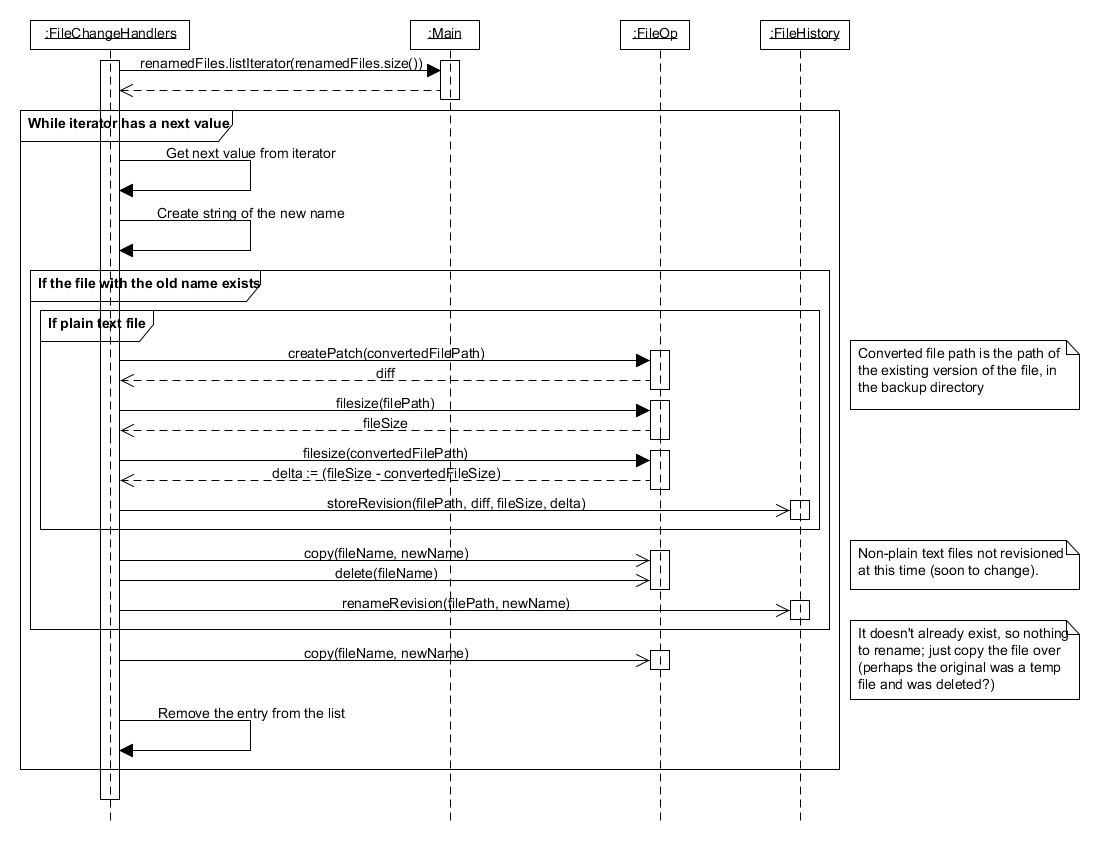 :FileChangeHandlers
:Main
:FileOp
:FileHistory
renamedFiles.listIterator(renamedFiles.size())
While iterator has a next value
Get next value from iterator
Create string of the new name
If the file with the old name exists
If plain text file
createPatch(convertedFilePath)
diff
Converted file path is the path of
the existing version of the file, in
the backup directory
filesize(filePath)
fileSize
filesize(convertedFilePath)
delta := (fileSize - convertedFileSize)
storeRevision(filePath, diff, fileSize, delta)
copy(fileName, newName)
delete(fileName)
Non-plain text files not revisioned
at this time (soon to change).
renameRevision(filePath, newName)
It doesn't already exist, so nothing
to rename; just copy the file over
(perhaps the original was a temp
file and was deleted?)
copy(fileName, newName)
Remove the entry from the list